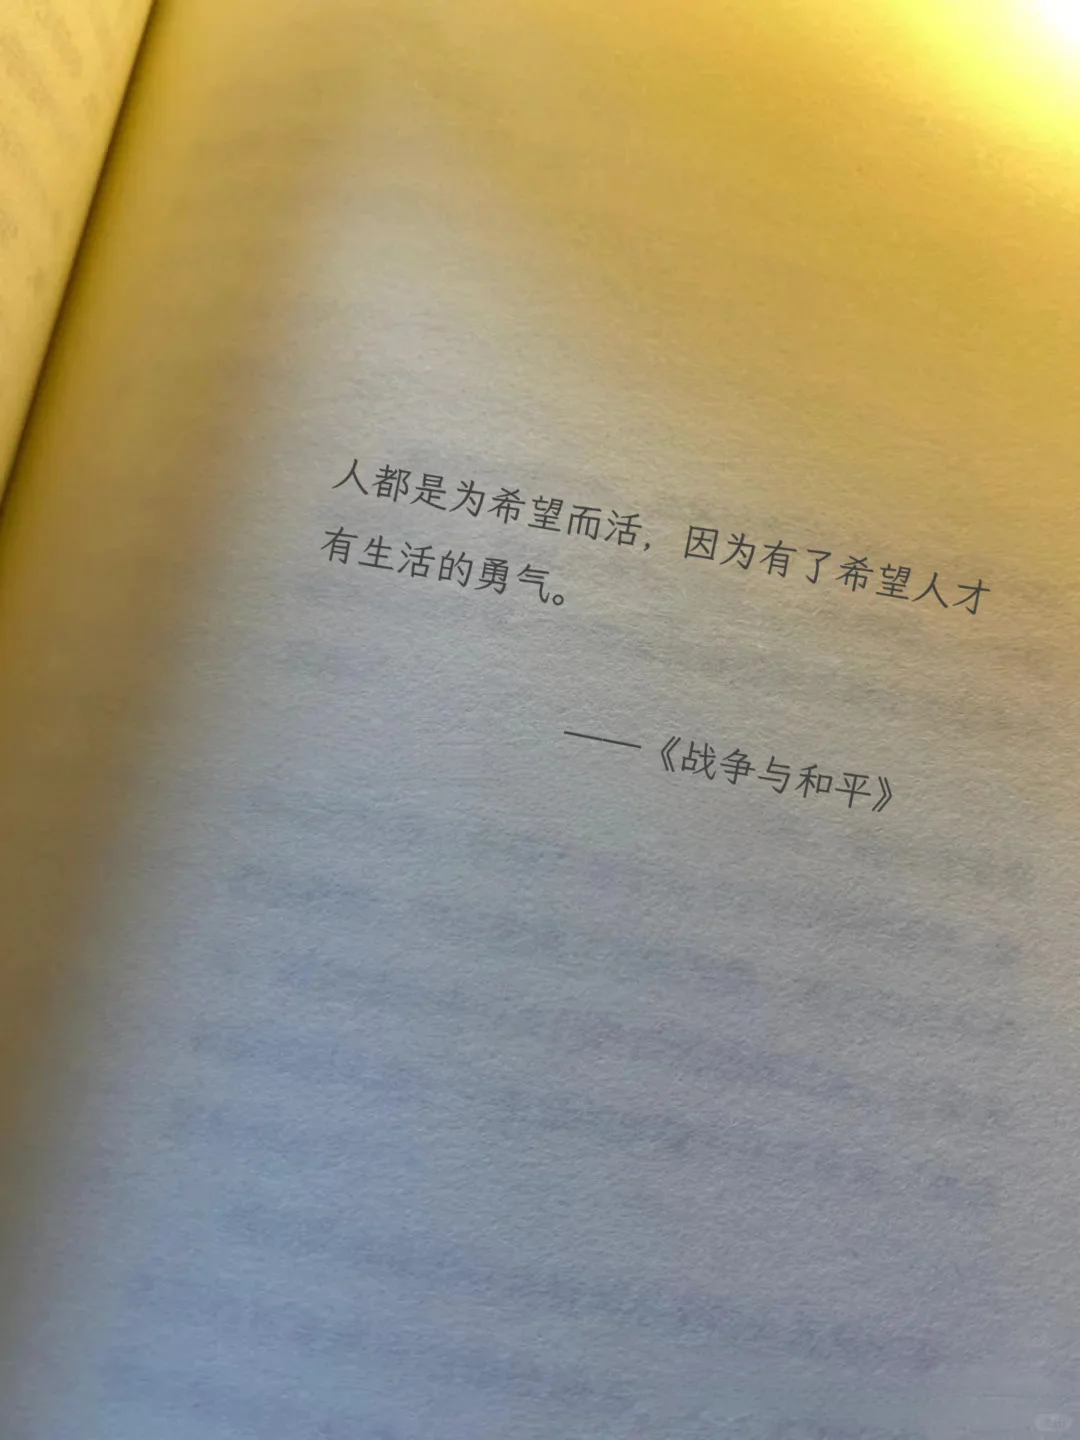 人都是为希望而活，因为有了希望人才
有生活的勇气。
——《战争与和平》